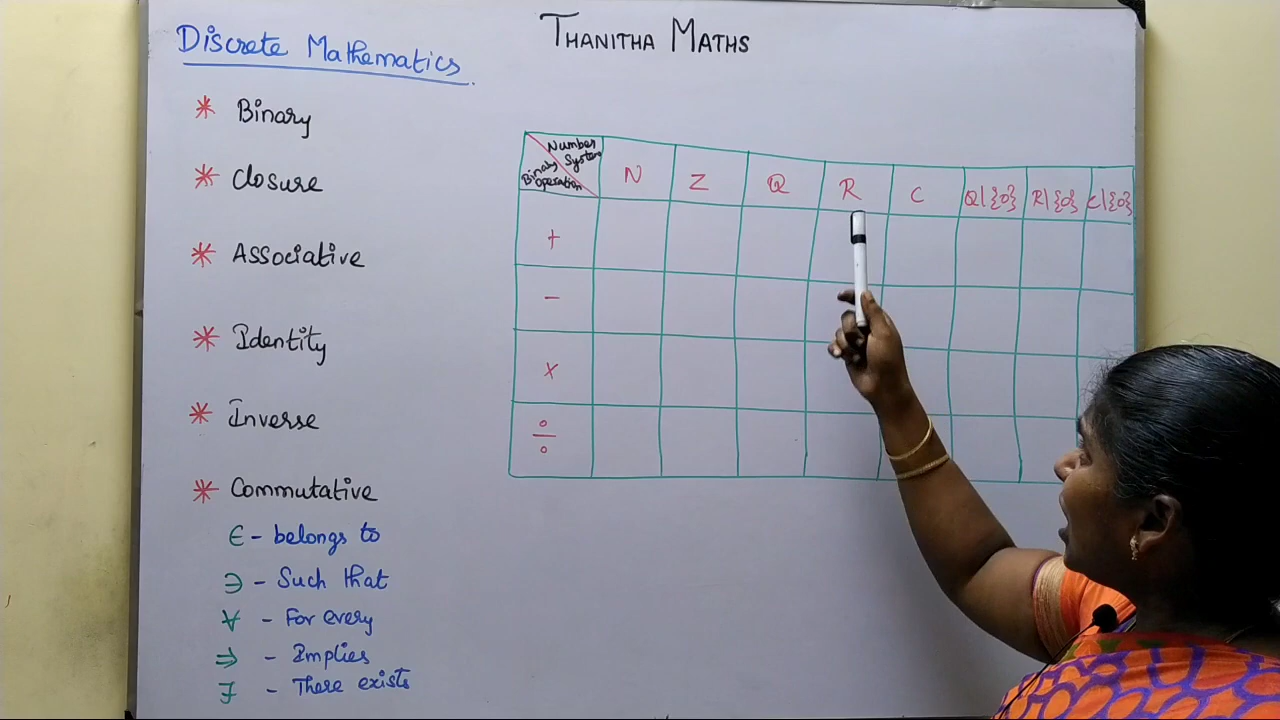 Thanitha Maths
Discrete Mathematics
* Binary
* Closure
* Associative
* Identity
* Inverse
* Commutative
∈ - belongs to
∋ - Such that
∀ - For every
⇒ - Implies
∃ - There exists
Number System
Binary operation
N Z Q R C Q|{0} R|{0} C|{0}
+
-
×
÷